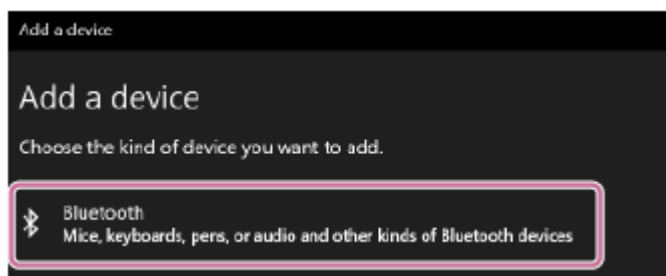 Add a device
Add a device
Choose the kind of device you want to add.
Bluetooth
Mice, keyboards, pens, or audio and other kinds of Bluetooth devices